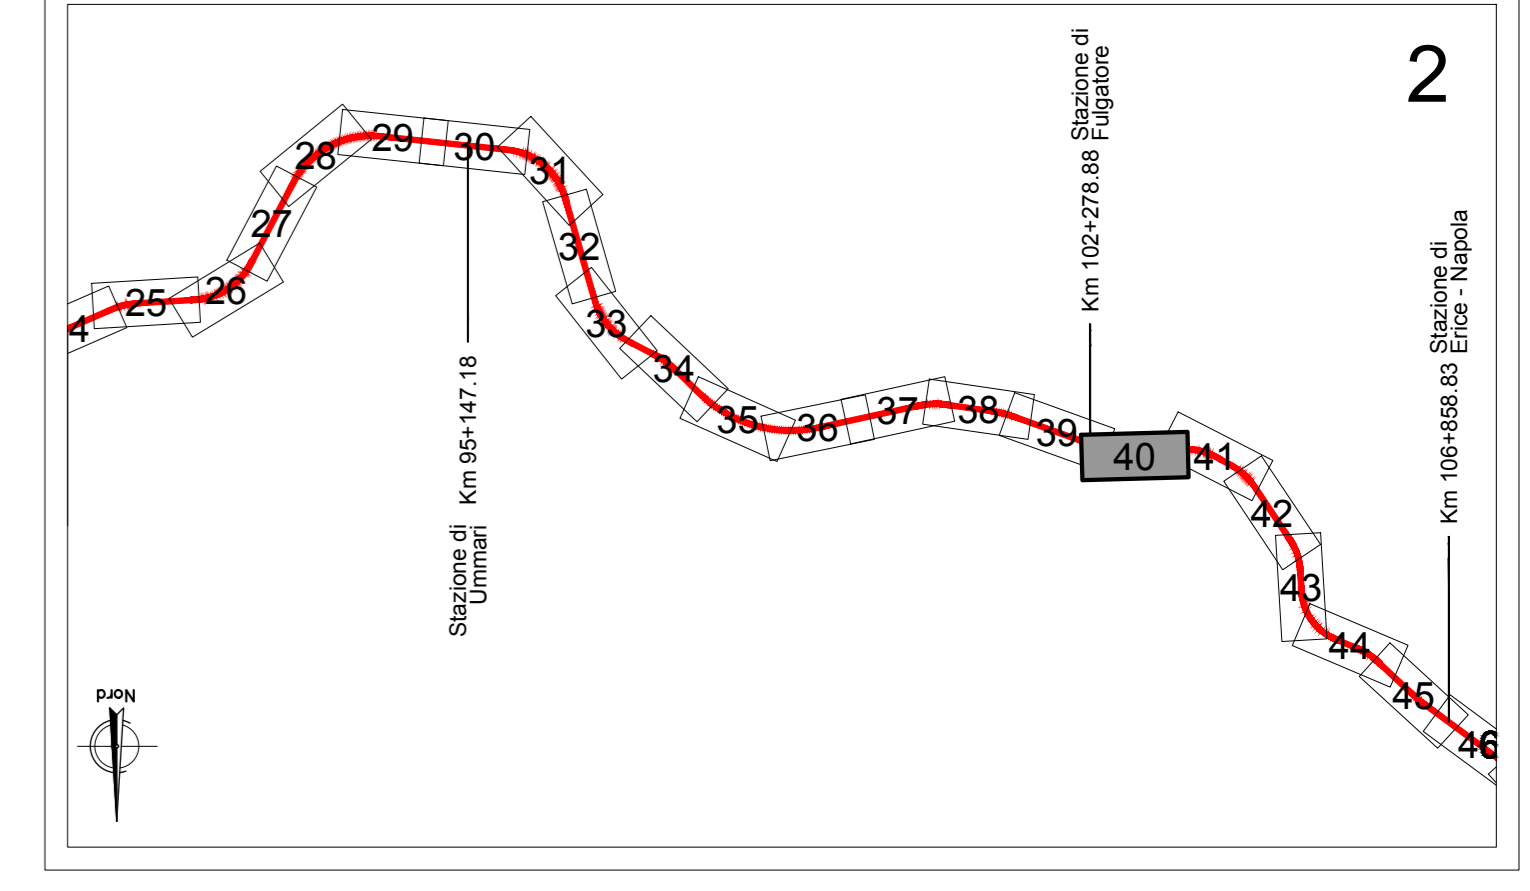 2
4
25
26
27
28
29
30
31
32
33
34
35
36
37
38
39
40
41
42
43
44
45
46
Stazione di
Ummari
Km 95+147.18
Stazione di
Fulgatore
Km 102+278.88
Stazione di
Erice - Napola
Km 106+858.83
Nord